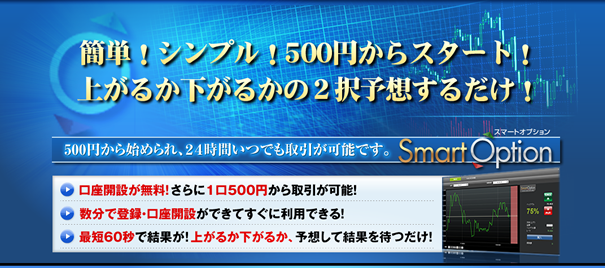 簡単！シンプル！500円からスタート！
上がるか下がるかの２択予想するだけ！
スマートオプション
500円から始められ、24時間いつでも取引が可能です。
Smart Option
口座開設が無料!さらに1口500円から取引が可能!
数分で登録・口座開設ができてすぐに利用できる!
最短60秒で結果が!上がるか下がるか、予想して結果を待つだけ!
75%